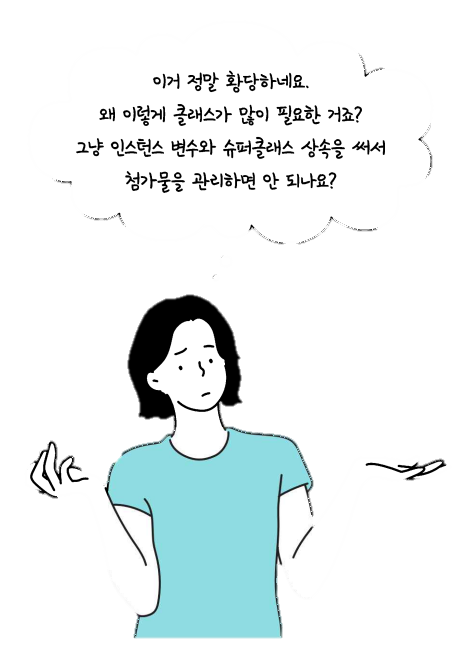 이거 정말 황당하네요.
왜 이렇게 클래스가 많이 필요한 거죠?
그냥 인스턴스 변수와 슈퍼클래스 상속을 써서
첨가물을 관리하면 안 되나요?